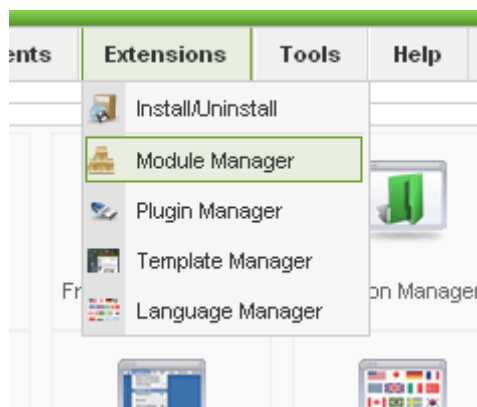 ents Extensions Tools Help
Install/Uninstall
Module Manager
Plugin Manager
Template Manager
Fr
on Manager
Language Manager